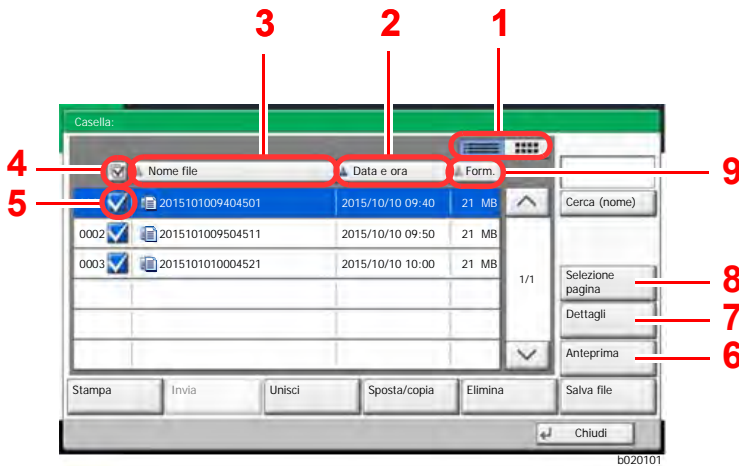 3
2
1
Casella:
4
Nome file
Data e ora
Form.
9
5
2015101009404501
2015/10/10 09:40
21 MB
Cerca (nome)
0002
2015101009504511
2015/10/10 09:50
21 MB
0003
2015101010004521
2015/10/10 10:00
21 MB
1/1
Selezione
pagina
8
Dettagli
7
Anteprima
6
Stampa
Invia
Unisci
Sposta/copia
Elimina
Salva file
Chiudi
b020101